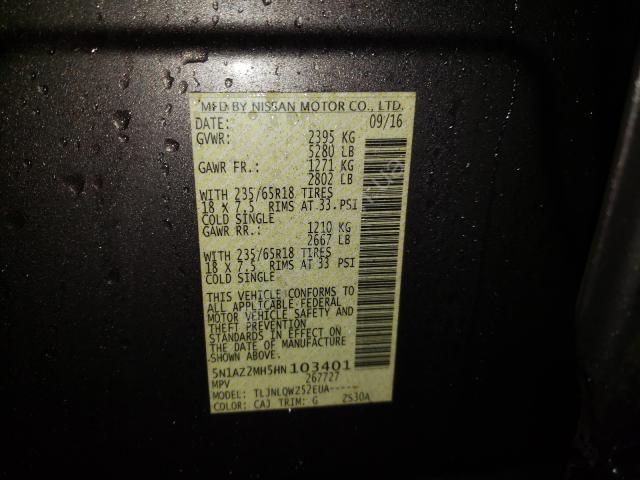 MFD BY NISSAN MOTOR CO., LTD.
DATE: 09/16
GVWR: 2395 KG
5280 LB
GAWR FR.: 1271 KG
2802 LB
WITH 235/65R18 TIRES
18 X 7.5 RIMS AT 33 PSI
COLD SINGLE
GAWR RR.: 1210 KG
2667 LB
WITH 235/65R18 TIRES
18 X 7.5 RIMS AT 33 PSI
COLD SINGLE
THIS VEHICLE CONFORMS TO
ALL APPLICABLE FEDERAL
MOTOR VEHICLE SAFETY AND
THEFT PREVENTION
STANDARDS IN EFFECT ON
THE DATE OF MANUFACTURE
SHOWN ABOVE.
5N1AZ2MH5HN103401
MPV 267727
MODEL: TLJNLQWZ52EUA-----
COLOR: CAJ TRIM: G ZS30A